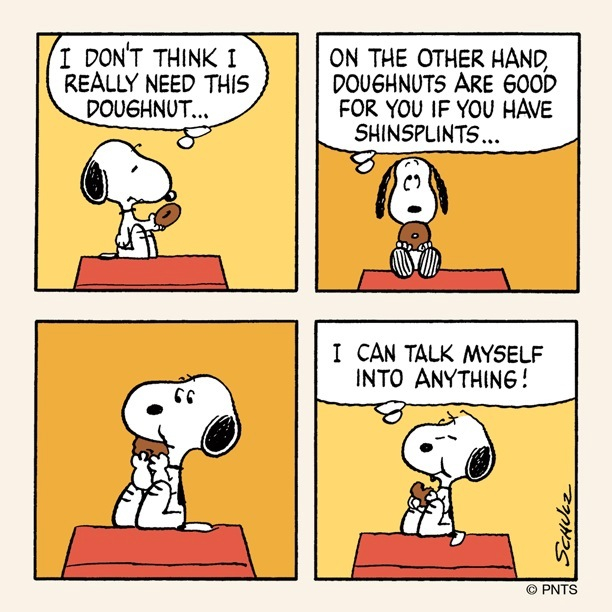 I DON'T THINK I
REALLY NEED THIS
DOUGHNUT...
ON THE OTHER HAND,
DOUGHNUTS ARE GOOD
FOR YOU IF YOU HAVE
SHINSPLINTS...
I CAN TALK MYSELF
INTO ANYTHING!
SCHULZ
© PNTS